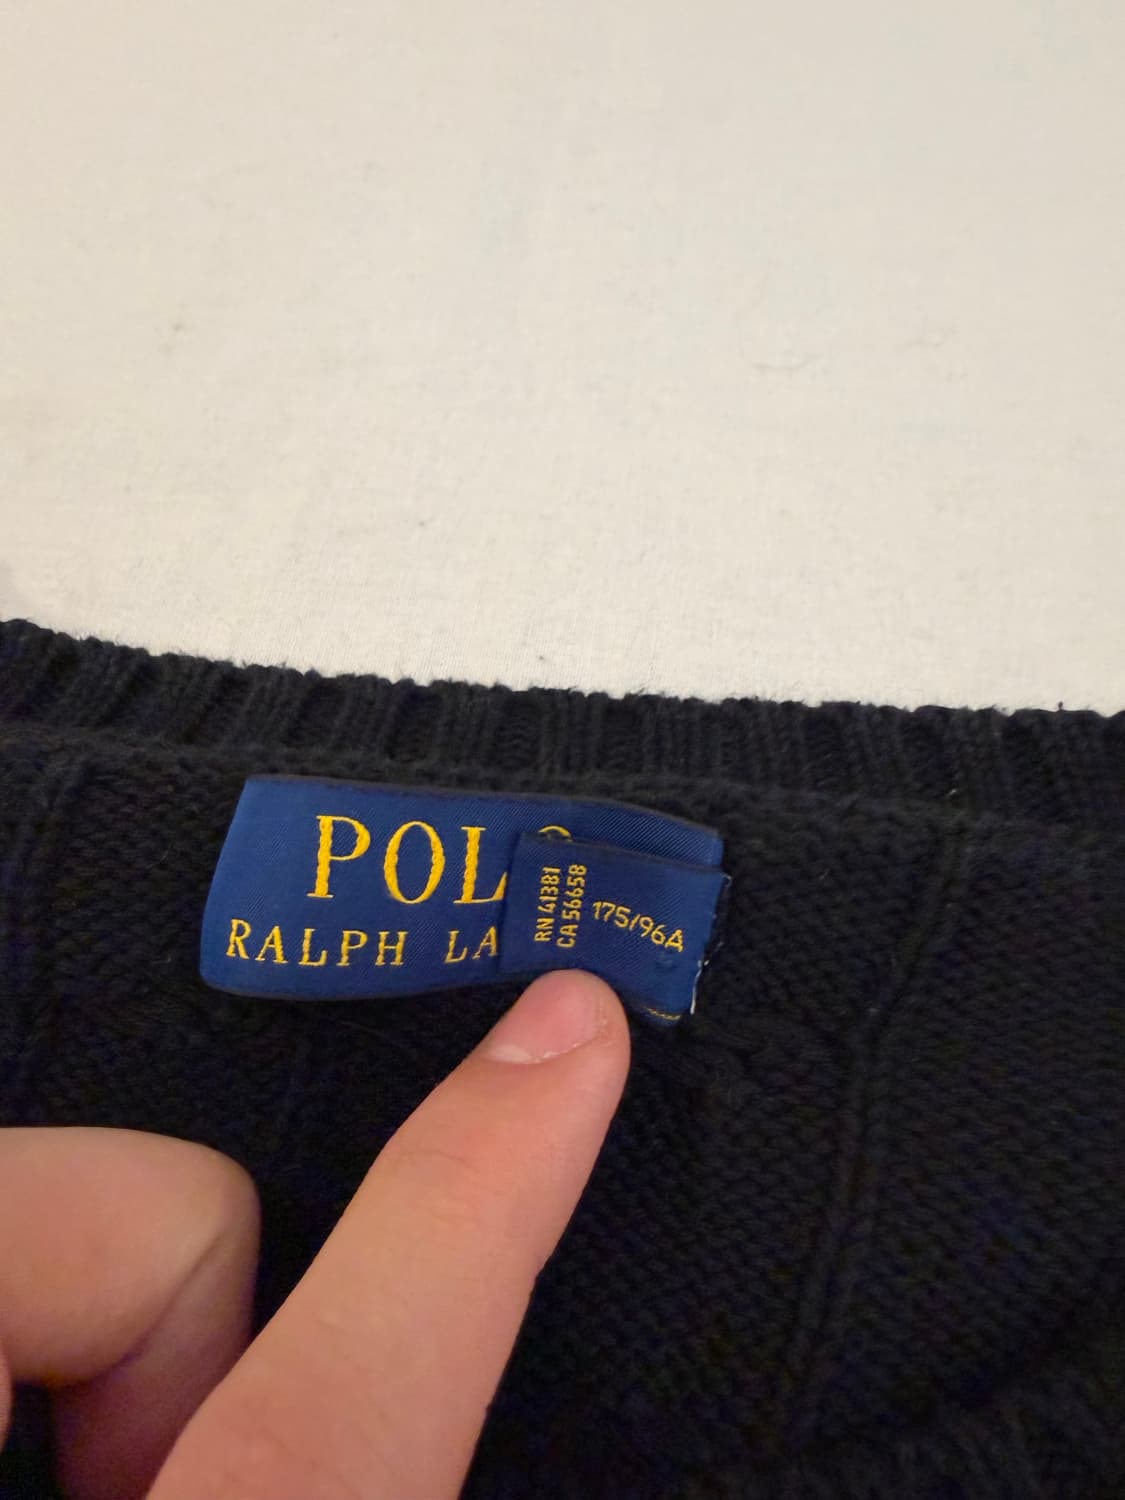 POL
RALPH LA
RN 41381
CA 56658
175/96A